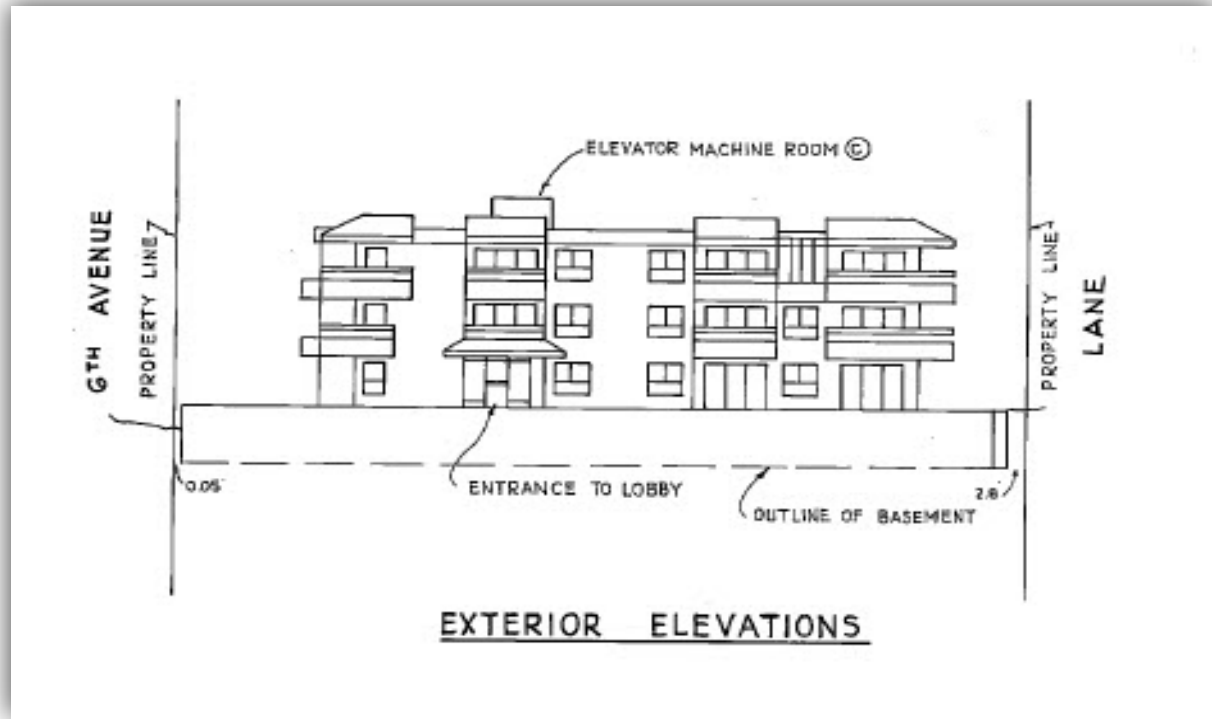 ELEVATOR MACHINE ROOM Ⓒ
6TH AVENUE
PROPERTY LINE
PROPERTY LINE
LANE
0.05'
ENTRANCE TO LOBBY
2.8'
OUTLINE OF BASEMENT
EXTERIOR ELEVATIONS